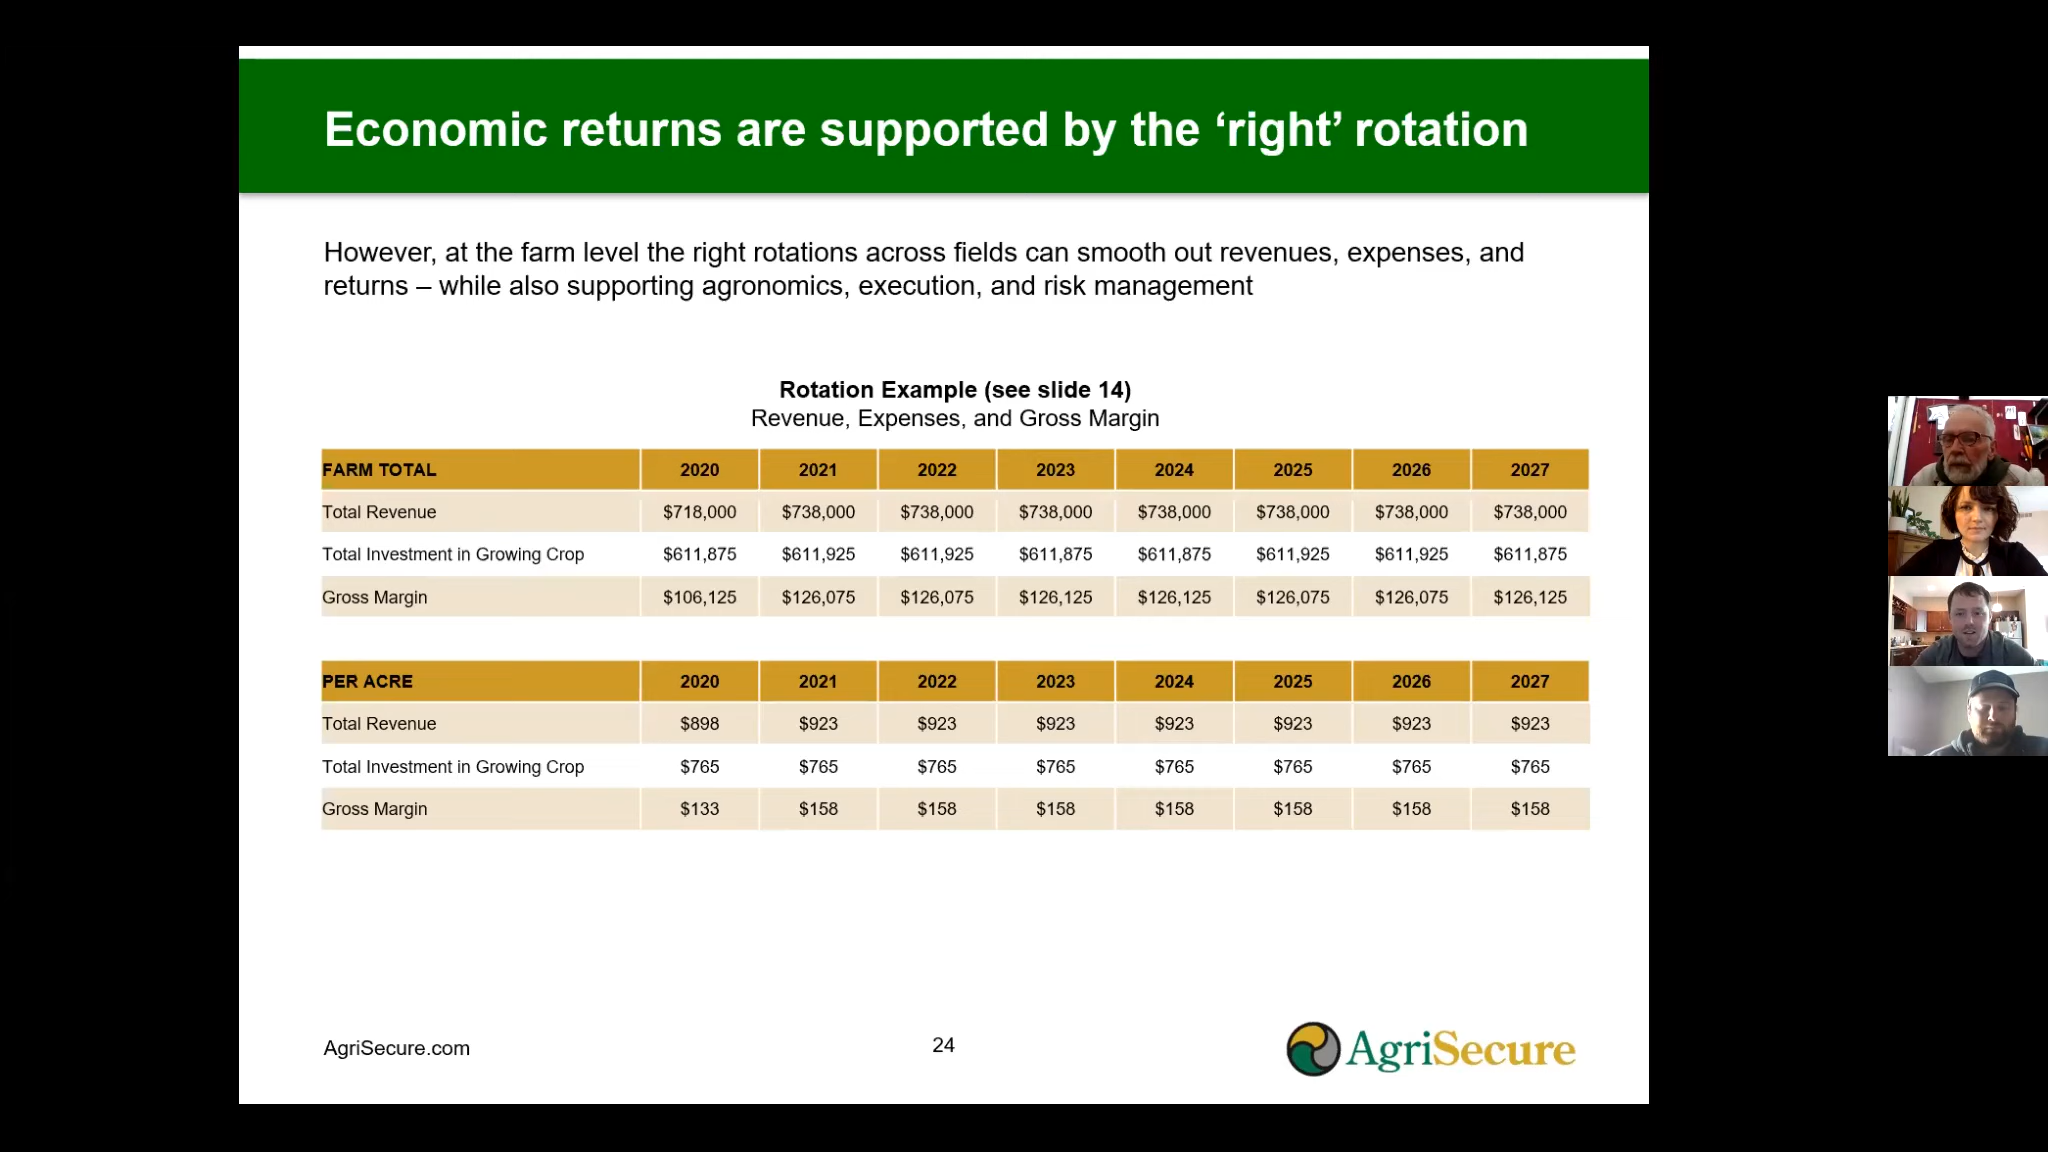 Economic returns are supported by the ‘right’ rotation
However, at the farm level the right rotations across fields can smooth out revenues, expenses, and
returns – while also supporting agronomics, execution, and risk management
Rotation Example (see slide 14)
Revenue, Expenses, and Gross Margin
FARM TOTAL 2020 2021 2022 2023 2024 2025 2026 2027
Total Revenue $718,000 $738,000 $738,000 $738,000 $738,000 $738,000 $738,000 $738,000
Total Investment in Growing Crop $611,875 $611,925 $611,925 $611,875 $611,875 $611,925 $611,925 $611,875
Gross Margin $106,125 $126,075 $126,075 $126,125 $126,125 $126,075 $126,075 $126,125
PER ACRE 2020 2021 2022 2023 2024 2025 2026 2027
Total Revenue $898 $923 $923 $923 $923 $923 $923 $923
Total Investment in Growing Crop $765 $765 $765 $765 $765 $765 $765 $765
Gross Margin $133 $158 $158 $158 $158 $158 $158 $158
AgriSecure.com
24
AgriSecure